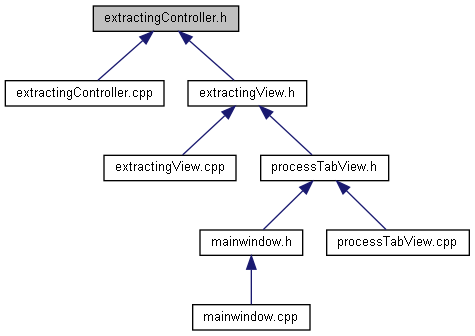 extractingController.h
extractingController.cpp
extractingView.h
extractingView.cpp
processTabView.h
mainwindow.h
processTabView.cpp
mainwindow.cpp